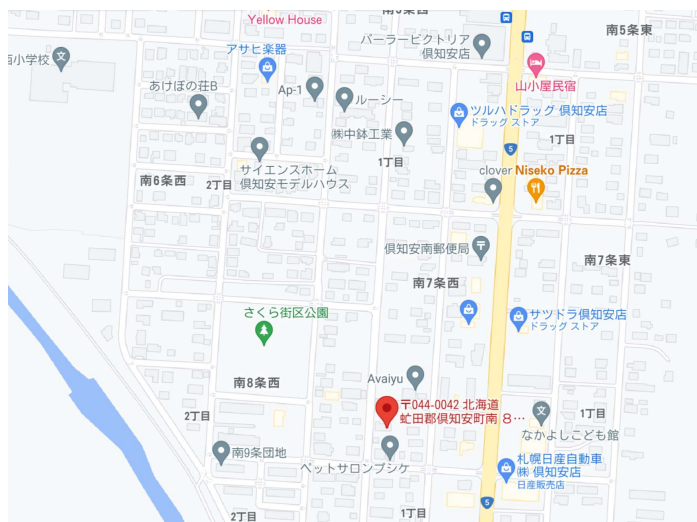 Yellow House
南5条西
南5条東
アサヒ楽器
パーラービクトリア
倶知安店
西小学校
あけぼの荘B
Ap-1
ルーシー
山小屋民宿
ツルハドラッグ 倶知安店
ドラッグ ストア
㈱中鉢工業
1丁目
1丁目
5
サイエンスホーム
倶知安モデルハウス
南6条西
2丁目
clover
Niseko Pizza
倶知安南郵便局
南7条東
南7条西
さくら街区公園
サツドラ倶知安店
ドラッグ ストア
南8条西
Avaiyu
〒044-0042 北海道
虻田郡倶知安町南 8…
2丁目
1丁目
なかよしこども館
南9条団地
ペットサロンプシケ
札幌日産自動車
㈱ 倶知安店
日産販売店
5
2丁目
1丁目